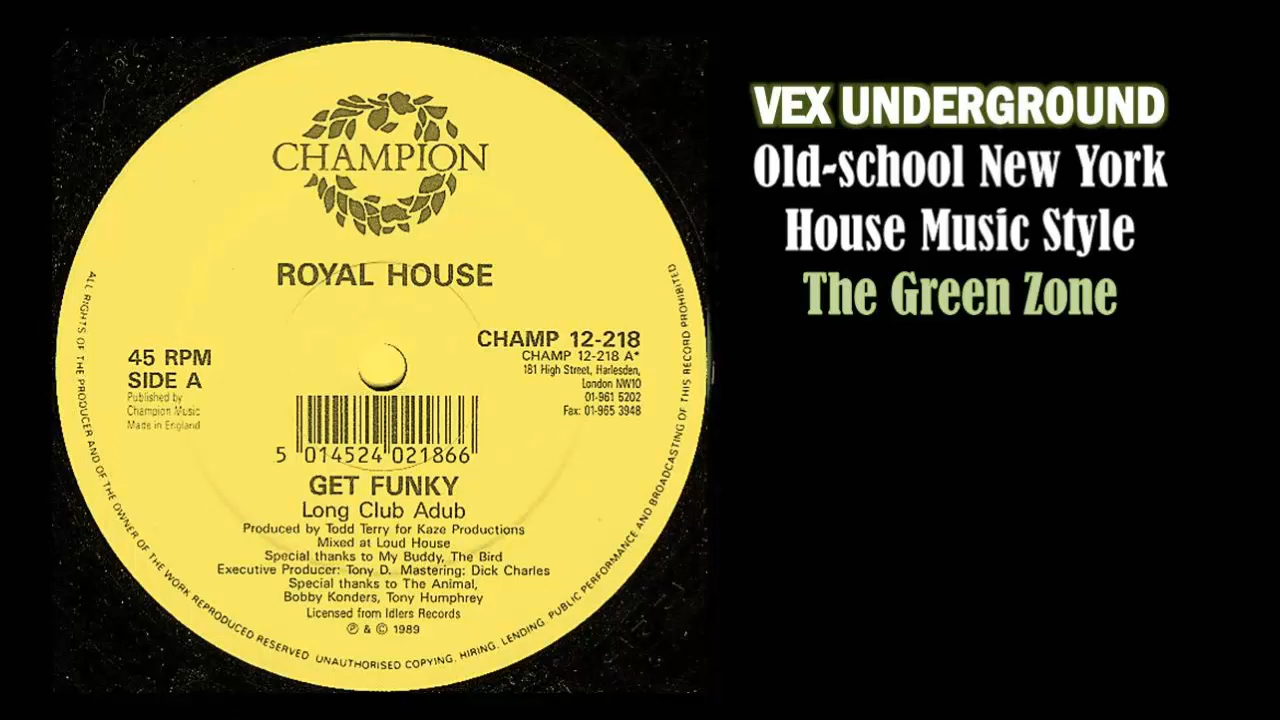 CHAMPION
ROYAL HOUSE
45 RPM
SIDE A
Published by
Champion Music
Made in England
CHAMP 12-218
CHAMP 12-218 A*
181 High Street, Harlesden,
London NW10
01-961 5202
Fax: 01-965 3948
5 014524 021866
GET FUNKY
Long Club Adub
Produced by Todd Terry for Kaze Productions
Mixed at Loud House
Special thanks to My Buddy, The Bird
Executive Producer: Tony D. Mastering: Dick Charles
Special thanks to The Animal,
Bobby Konders, Tony Humphrey
Licensed from Idlers Records
℗ & © 1989
ALL RIGHTS OF THE PRODUCER AND OF THE OWNER OF THE WORK REPRODUCED RESERVED UNAUTHORISED COPYING, HIRING, LENDING, PUBLIC PERFORMANCE AND BROADCASTING OF THIS RECORD PROHIBITED
VEX UNDERGROUND
Old-school New York
House Music Style
The Green Zone